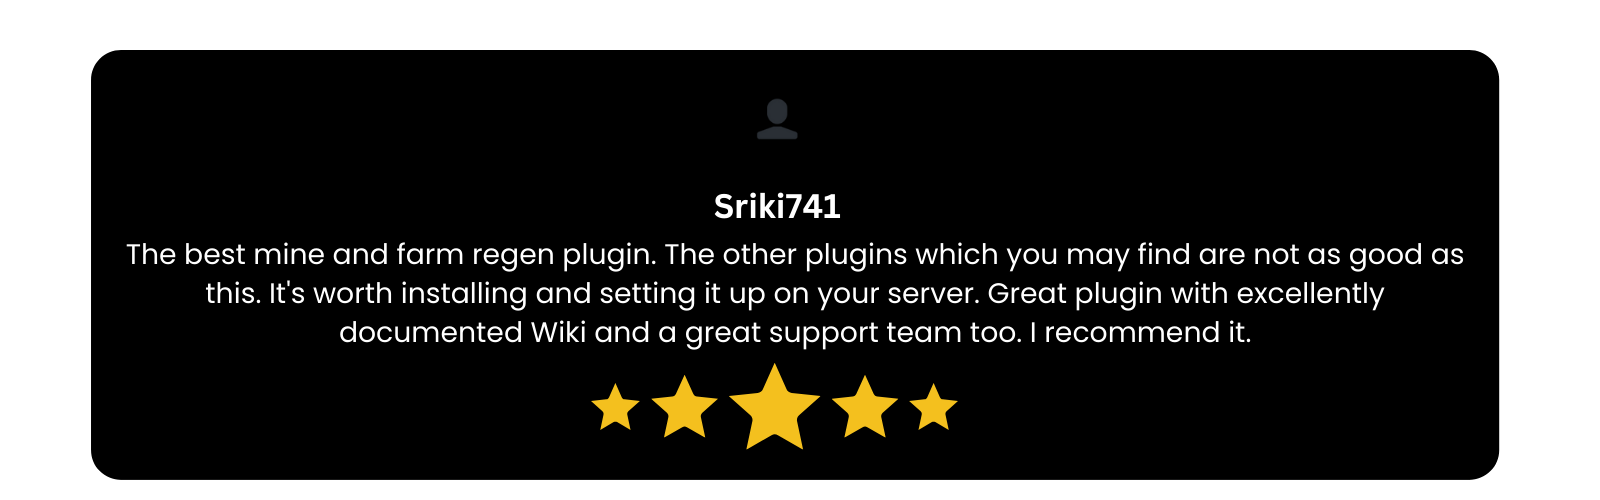 Sriki741
The best mine and farm regen plugin. The other plugins which you may find are not as good as
this. It's worth installing and setting it up on your server. Great plugin with excellently
documented Wiki and a great support team too. I recommend it.